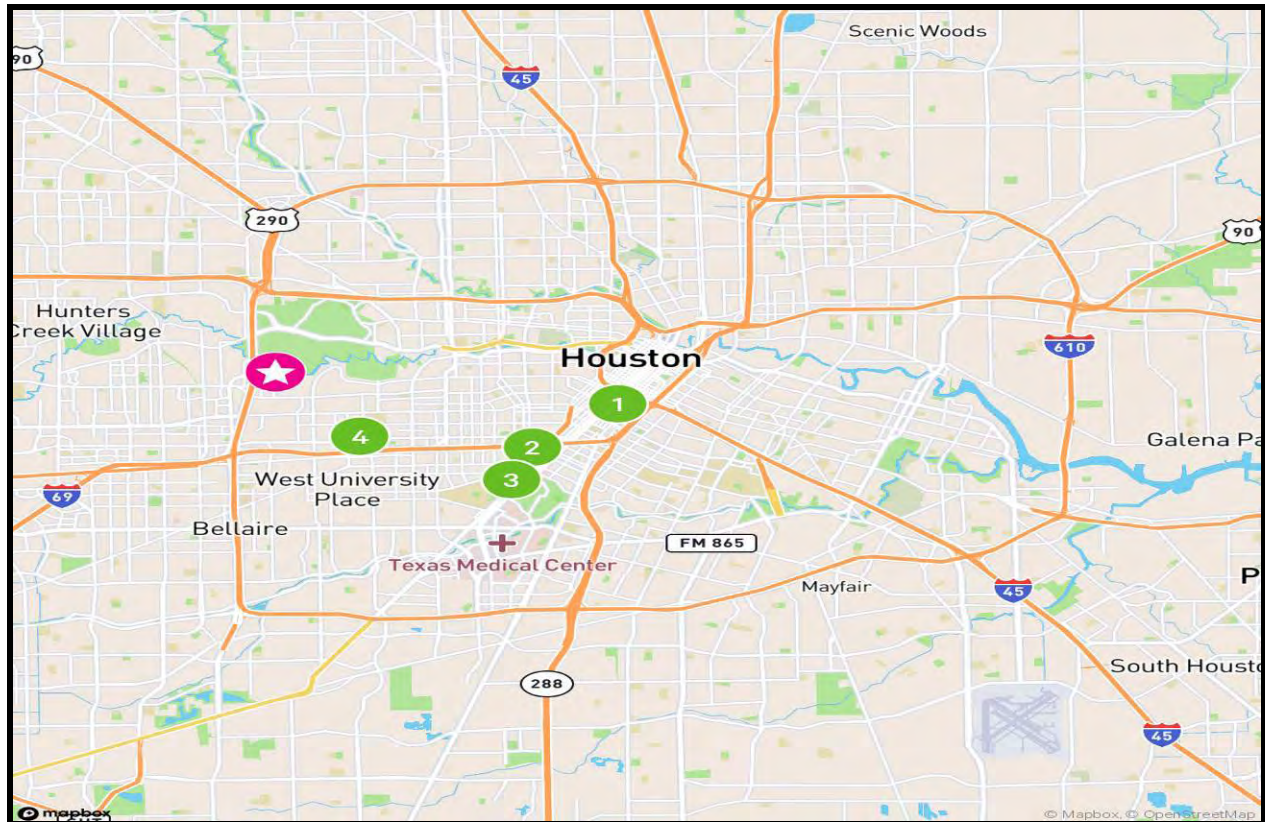 Scenic Woods
90
45
290
90
Hunters
Creek Village
610
Houston
1
4
2
Galena Pa
3
West University
Place
69
Bellaire
FM 865
Texas Medical Center
Mayfair
45
P
South Housto
288
45
mapbox
© Mapbox, © OpenStreetMap